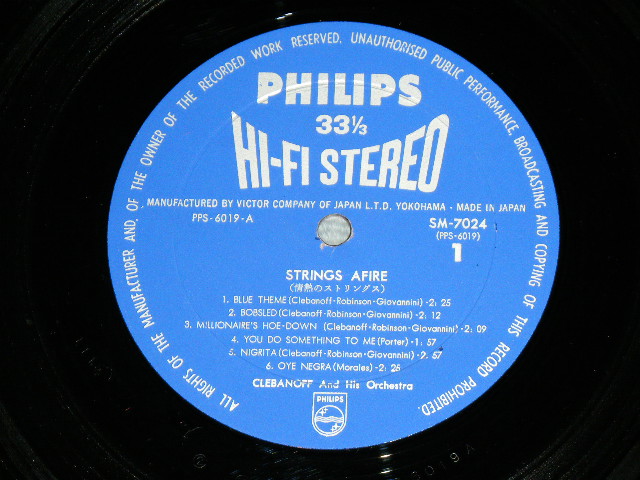 ALL RIGHTS OF THE MANUFACTURER AND OF THE OWNER OF THE RECORDED WORK RESERVED. UNAUTHORISED PUBLIC PERFORMANCE, BROADCASTING AND COPYING OF THIS RECORD PROHIBITED.
PHILIPS
33⅓
HI-FI STEREO
MANUFACTURED BY VICTOR COMPANY OF JAPAN L.T.D. YOKOHAMA - MADE IN JAPAN
PPS-6019-A
SM-7024
(PPS-6019)
1
STRINGS AFIRE
(情熱のストリングス)
1. BLUE THEME (Clebanoff-Robinson-Giovannini)-2: 25
2. BOBSLED (Clebanoff-Robinson-Giovannini)-2: 12
3. MILLIONAIRE'S HOE-DOWN (Clebanoff-Robinson-Giovannini)-2: 09
4. YOU DO SOMETHING TO ME (Porter)-1: 57
5. NIGRITA (Clebanoff-Robinson-Giovannini)-2: 57
6. OYE NEGRA (Morales)-2: 25
CLEBANOFF And His Orchestra
PHILIPS